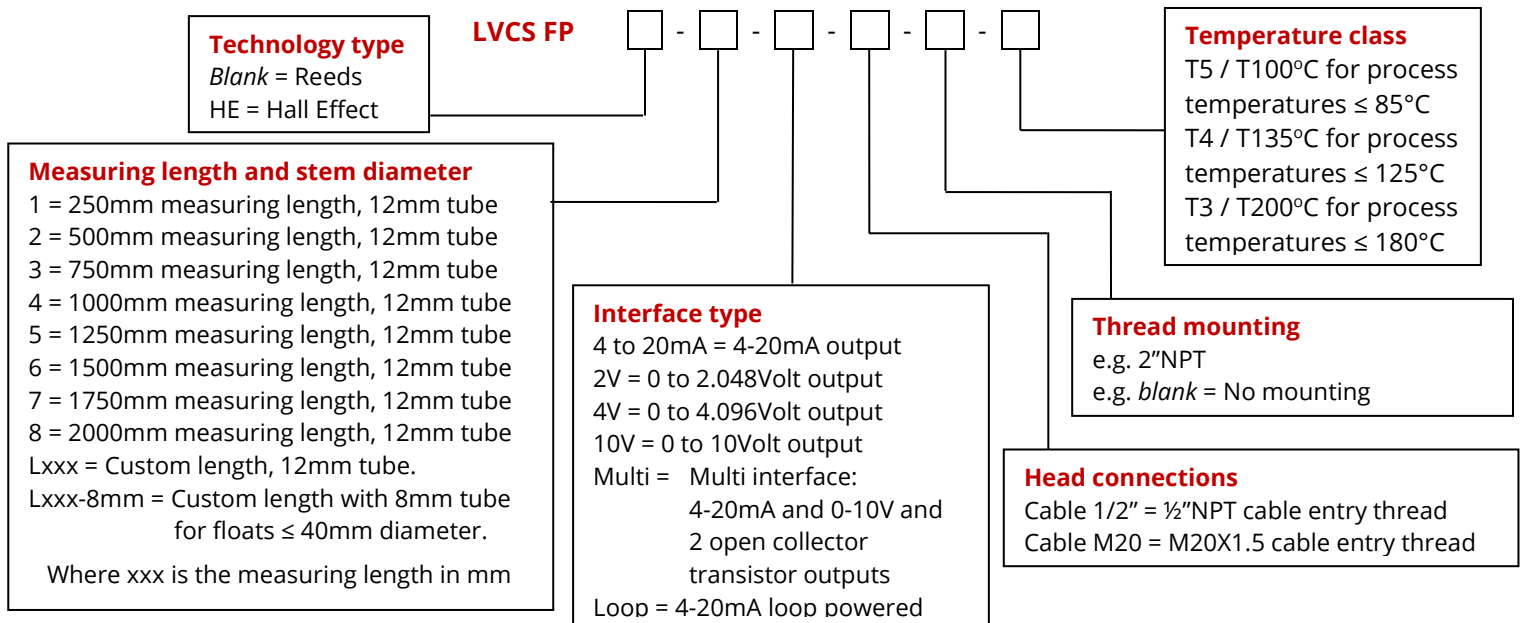 LVCS FP - - - - -
Technology type
Blank = Reeds
HE = Hall Effect
Measuring length and stem diameter
1 = 250mm measuring length, 12mm tube
2 = 500mm measuring length, 12mm tube
3 = 750mm measuring length, 12mm tube
4 = 1000mm measuring length, 12mm tube
5 = 1250mm measuring length, 12mm tube
6 = 1500mm measuring length, 12mm tube
7 = 1750mm measuring length, 12mm tube
8 = 2000mm measuring length, 12mm tube
Lxxx = Custom length, 12mm tube.
Lxxx-8mm = Custom length with 8mm tube
for floats ≤ 40mm diameter.
Where xxx is the measuring length in mm
Interface type
4 to 20mA = 4-20mA output
2V = 0 to 2.048Volt output
4V = 0 to 4.096Volt output
10V = 0 to 10Volt output
Multi = Multi interface:
4-20mA and 0-10V and
2 open collector
transistor outputs
Loop = 4-20mA loop powered
Head connections
Cable 1/2” = ½”NPT cable entry thread
Cable M20 = M20X1.5 cable entry thread
Thread mounting
e.g. 2”NPT
e.g. blank = No mounting
Temperature class
T5 / T100ºC for process
temperatures ≤ 85°C
T4 / T135ºC for process
temperatures ≤ 125°C
T3 / T200ºC for process
temperatures ≤ 180°C